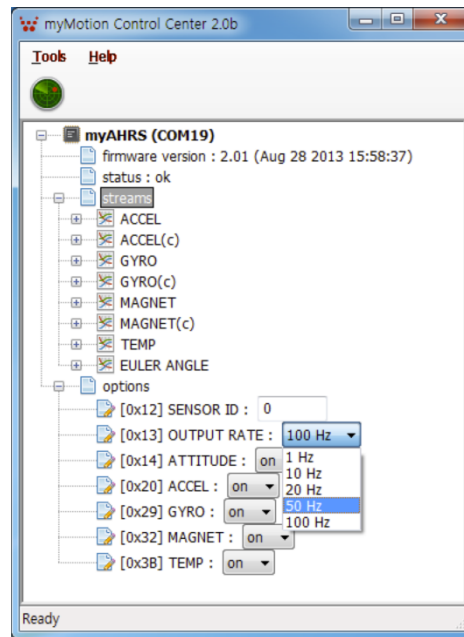 myMotion Control Center 2.0b
Tools Help
myAHRS (COM19)
firmware version : 2.01 (Aug 28 2013 15:58:37)
status : ok
streams
ACCEL
ACCEL(c)
GYRO
GYRO(c)
MAGNET
MAGNET(c)
TEMP
EULER ANGLE
options
[0x12] SENSOR ID : 0
[0x13] OUTPUT RATE : 100 Hz
1 Hz
10 Hz
20 Hz
50 Hz
100 Hz
[0x14] ATTITUDE : on
[0x20] ACCEL : on
[0x29] GYRO : on
[0x32] MAGNET : on
[0x3B] TEMP : on
Ready